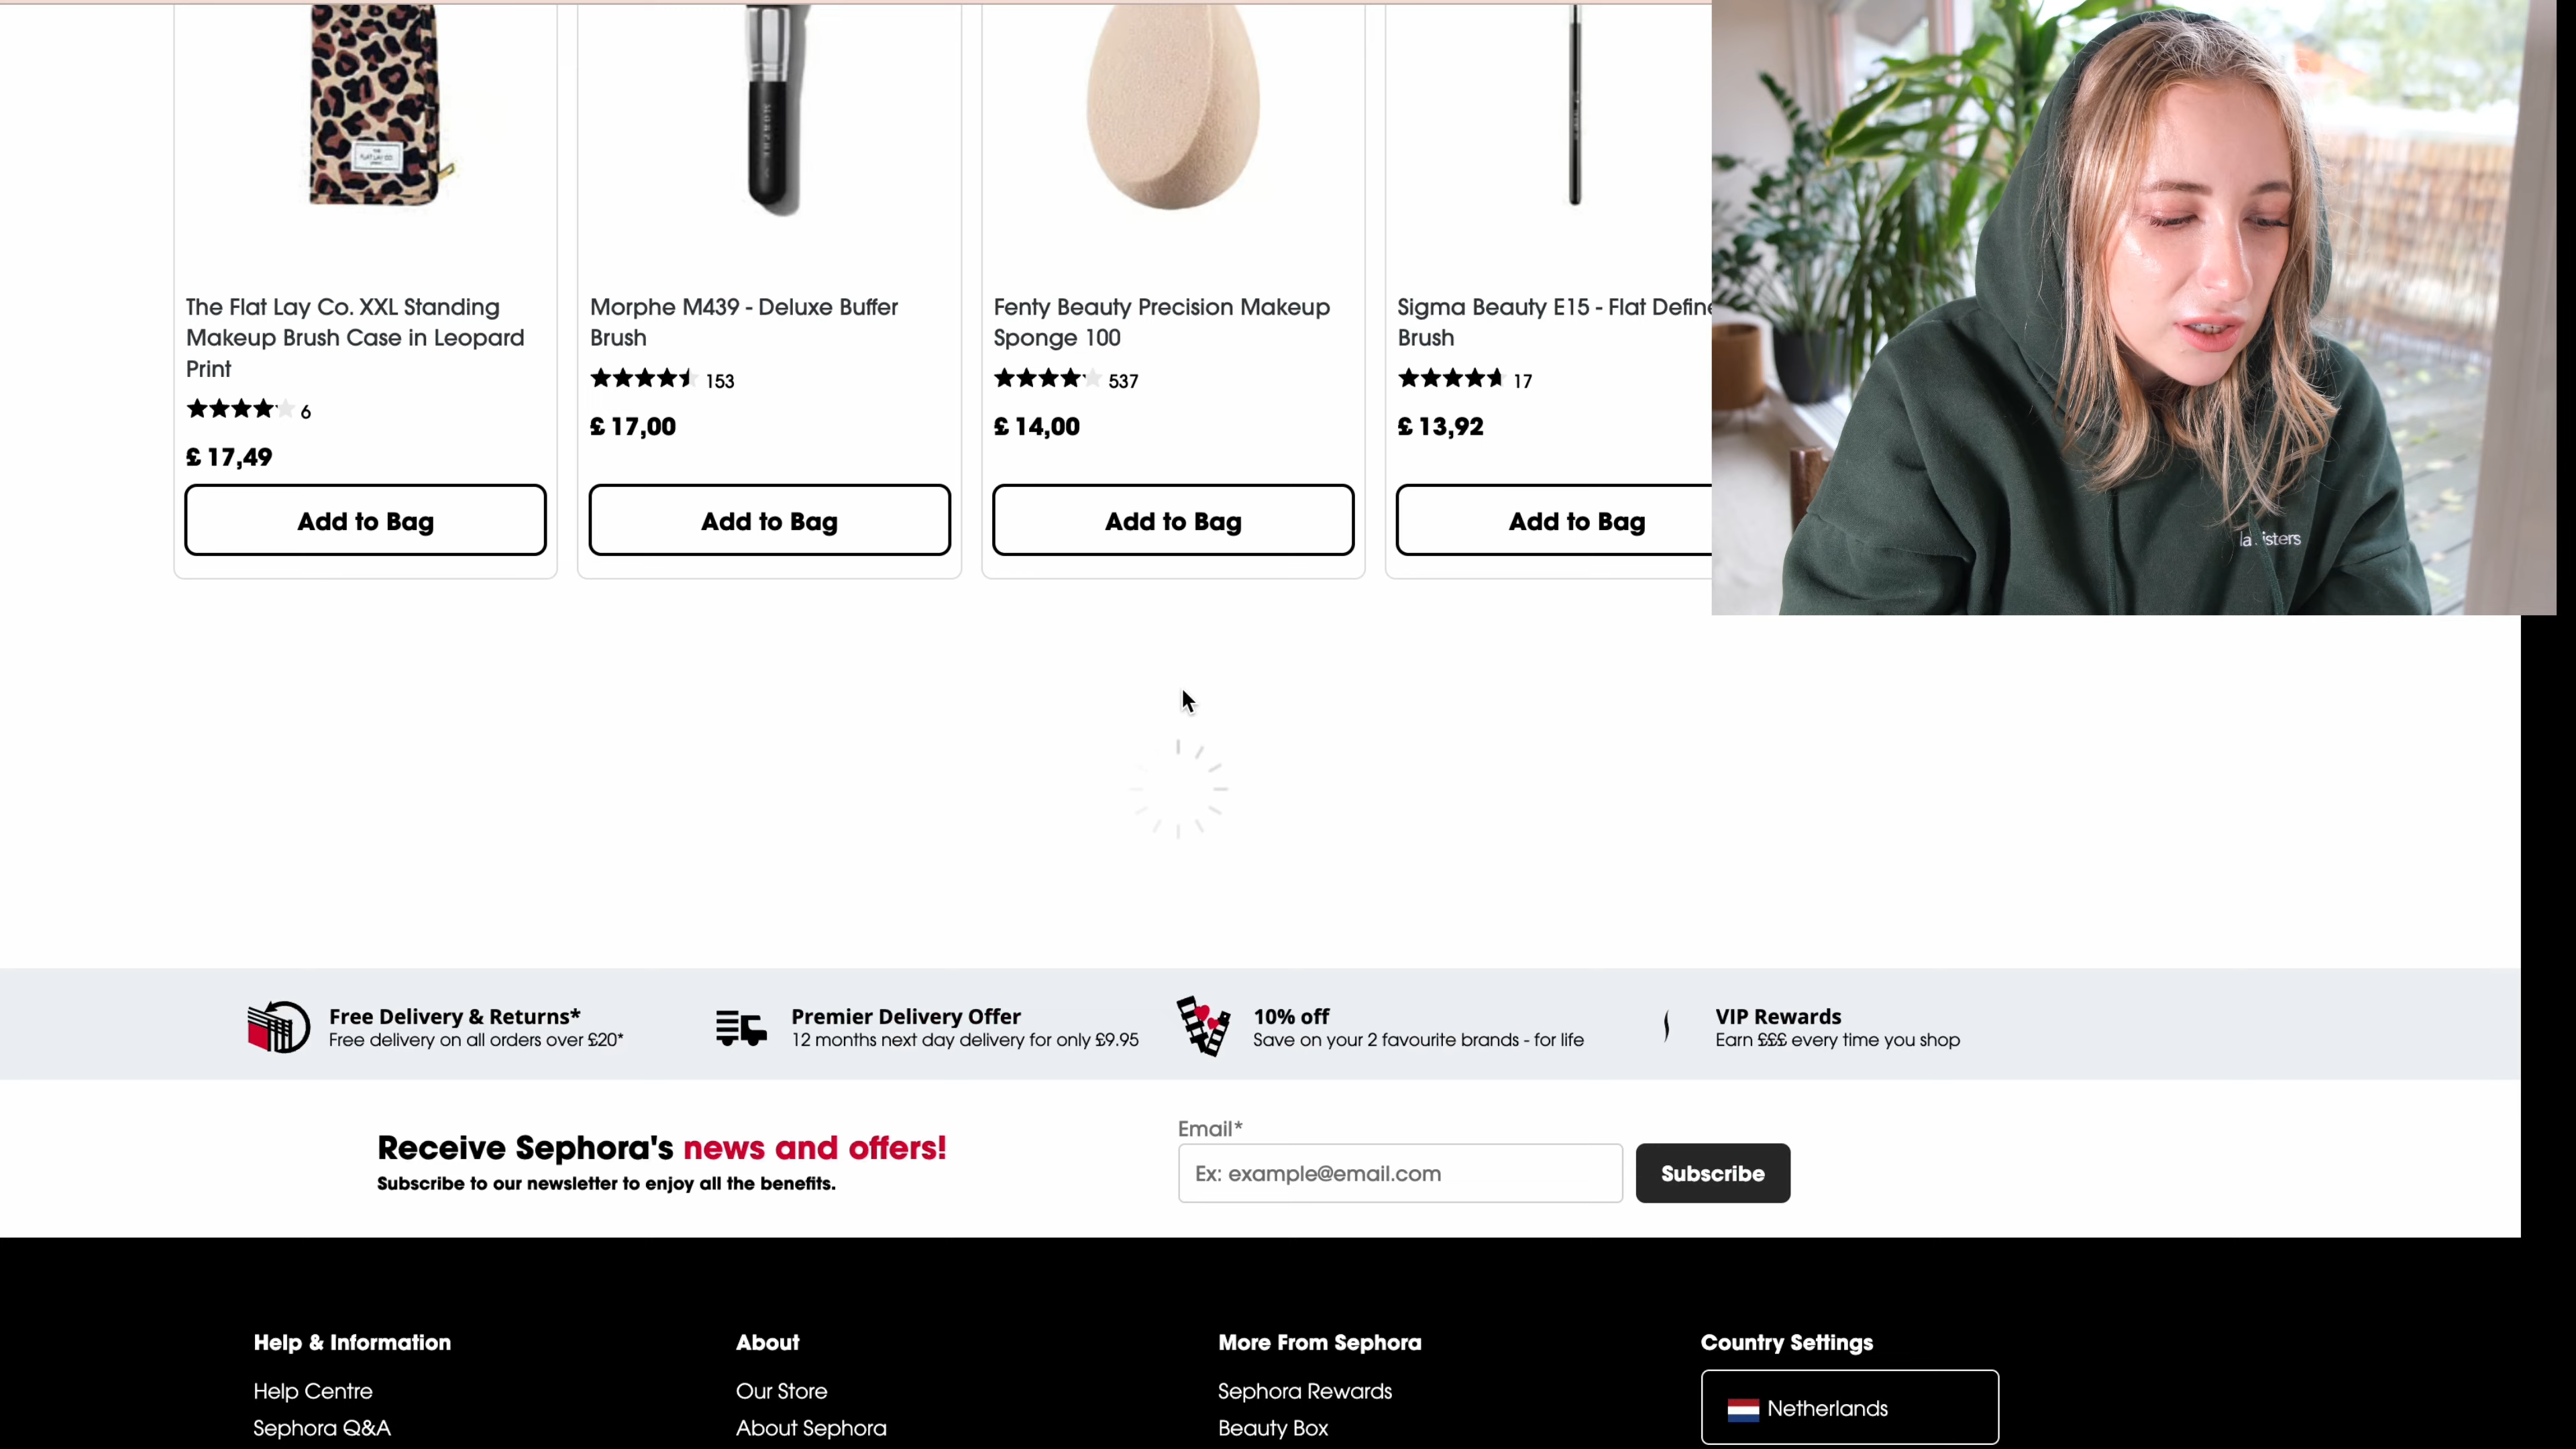 THE
FLAT LAY CO.
MORPHE
The Flat Lay Co. XXL Standing
Makeup Brush Case in Leopard
Print
6
£ 17,49
Add to Bag
Morphe M439 - Deluxe Buffer
Brush
153
£ 17,00
Add to Bag
Fenty Beauty Precision Makeup
Sponge 100
537
£ 14,00
Add to Bag
Sigma Beauty E15 - Flat Define
Brush
17
£ 13,92
Add to Bag
Free Delivery & Returns*
Free delivery on all orders over £20*
Premier Delivery Offer
12 months next day delivery for only £9.95
10% off
Save on your 2 favourite brands - for life
VIP Rewards
Earn £££ every time you shop
Receive Sephora's news and offers!
Subscribe to our newsletter to enjoy all the benefits.
Email*
Ex: example@email.com
Subscribe
Help & Information
Help Centre
Sephora Q&A
About
Our Store
About Sephora
More From Sephora
Sephora Rewards
Beauty Box
Country Settings
Netherlands